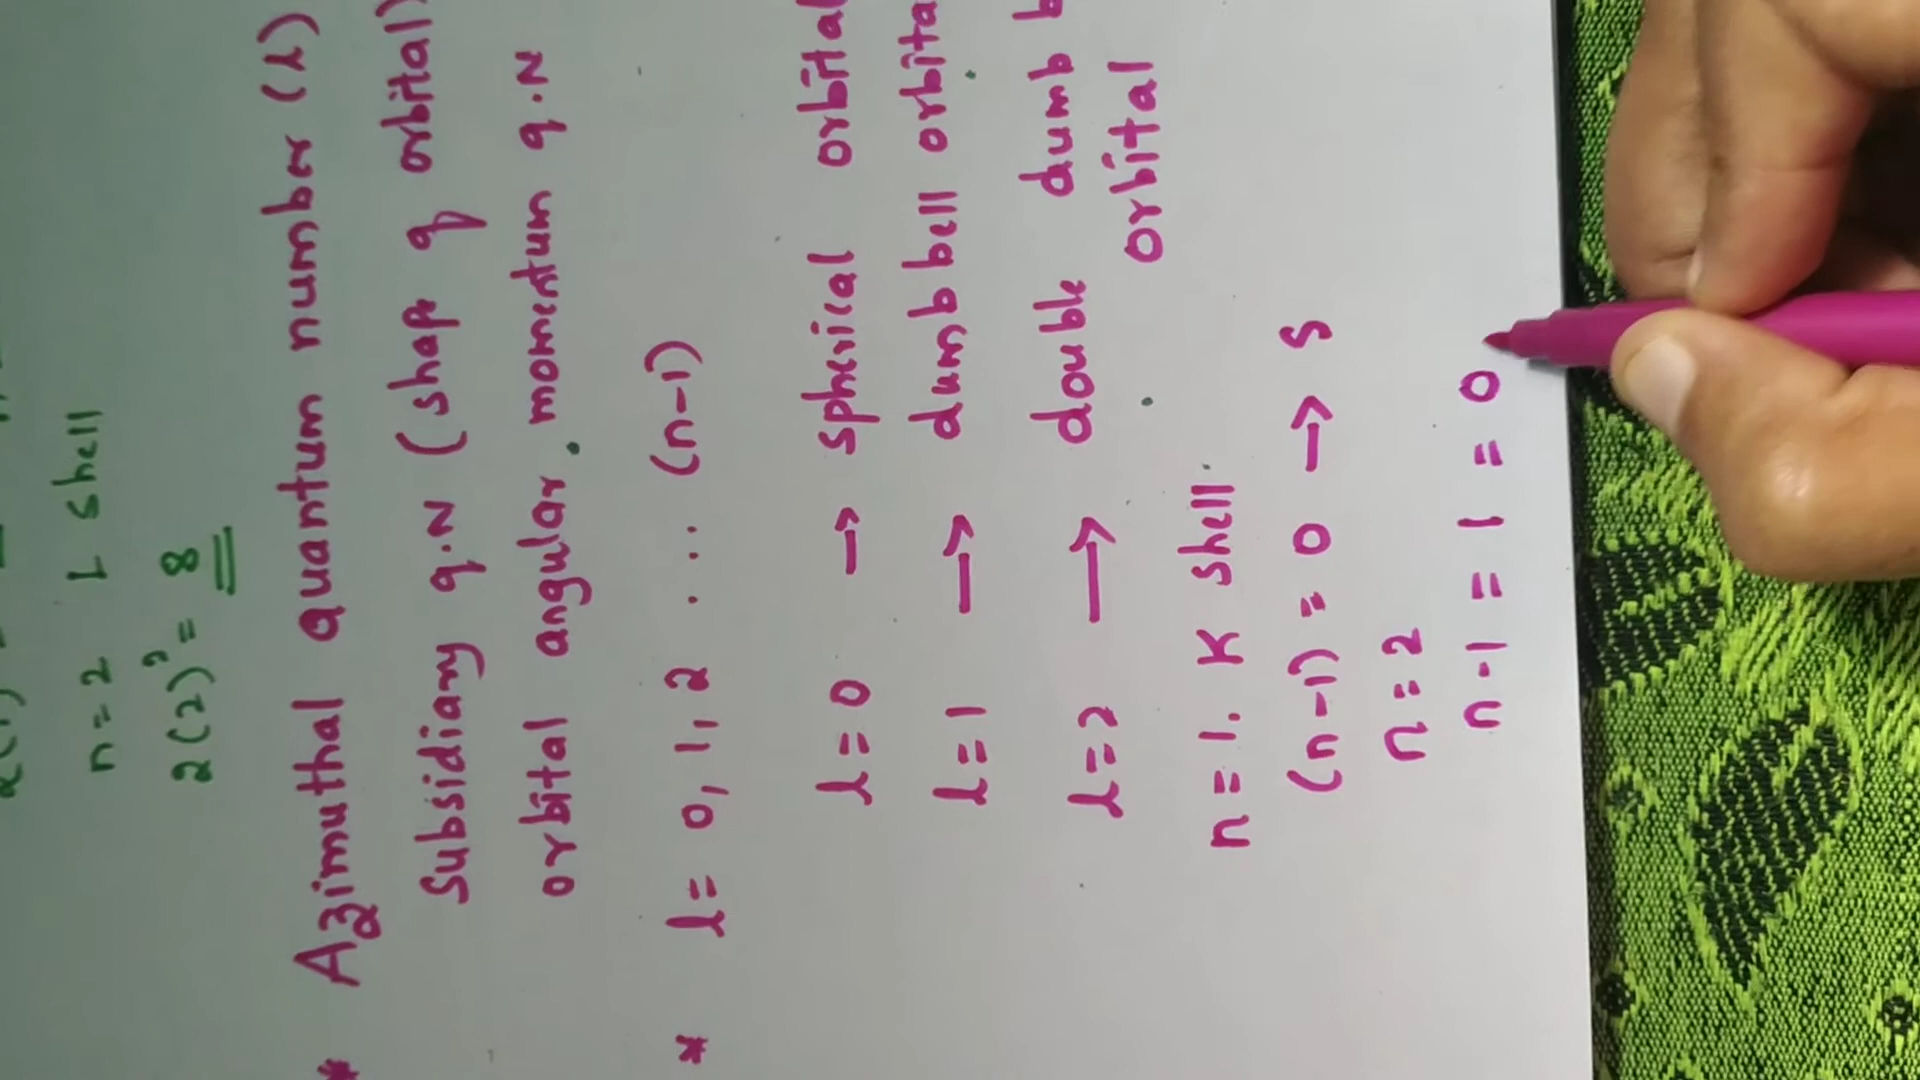 n=2 L shell
2(2)² = 8
* Azimuthal quantum number (l)
Subsidiary q.N (shape of orbital)
orbital angular momentum q.N
* l = 0, 1, 2 ... (n-1)
l=0 → spherical orbital
l=1 → dumb bell orbita
l=2 → double dumb b
orbital
n=1. K shell
(n-1) = 0 → s
n=2
n-1 = 1 = 0